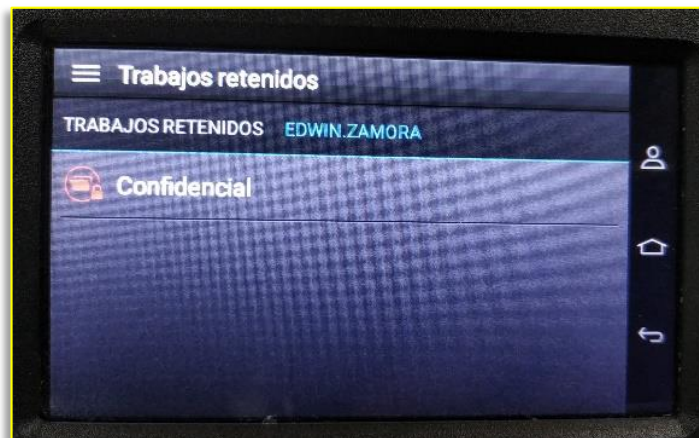 Trabajos retenidos
TRABAJOS RETENIDOS EDWIN.ZAMORA
Confidencial